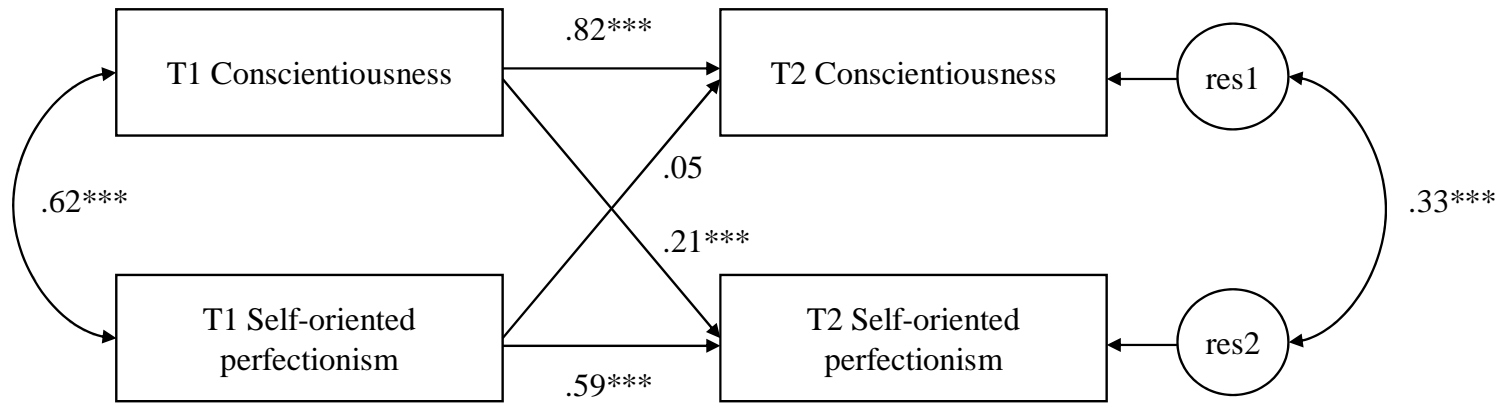 .82***
T1 Conscientiousness
T2 Conscientiousness
res1
.05
.62***
.33***
.21***
T1 Self-oriented
perfectionism
T2 Self-oriented
perfectionism
res2
.59***